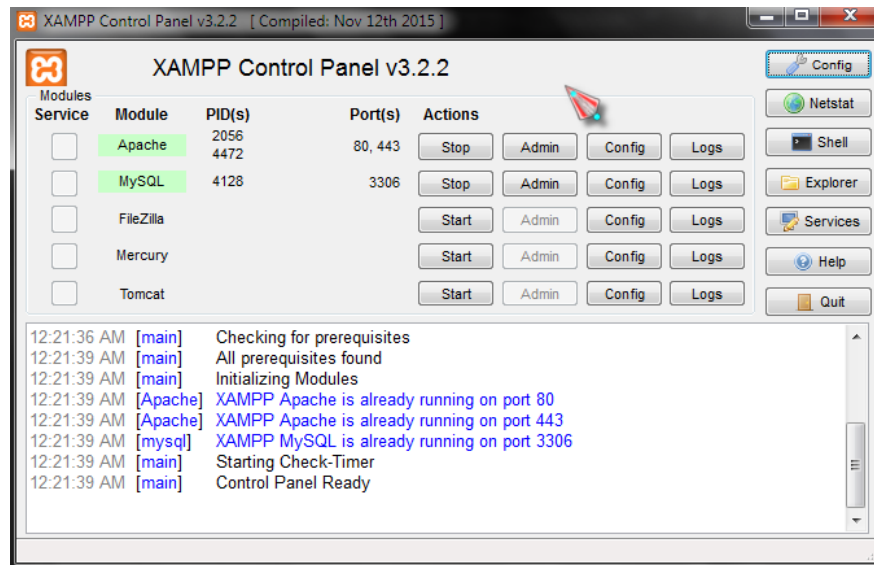 XAMPP Control Panel v3.2.2 [ Compiled: Nov 12th 2015 ]
XAMPP Control Panel v3.2.2
Config
Modules
Service Module PID(s) Port(s) Actions
Netstat
Apache 2056 4472 80, 443 Stop Admin Config Logs
Shell
MySQL 4128 3306 Stop Admin Config Logs
Explorer
FileZilla Start Admin Config Logs
Services
Mercury Start Admin Config Logs
Help
Tomcat Start Admin Config Logs
Quit
12:21:36 AM [main] Checking for prerequisites
12:21:39 AM [main] All prerequisites found
12:21:39 AM [main] Initializing Modules
12:21:39 AM [Apache] XAMPP Apache is already running on port 80
12:21:39 AM [Apache] XAMPP Apache is already running on port 443
12:21:39 AM [mysql] XAMPP MySQL is already running on port 3306
12:21:39 AM [main] Starting Check-Timer
12:21:39 AM [main] Control Panel Ready